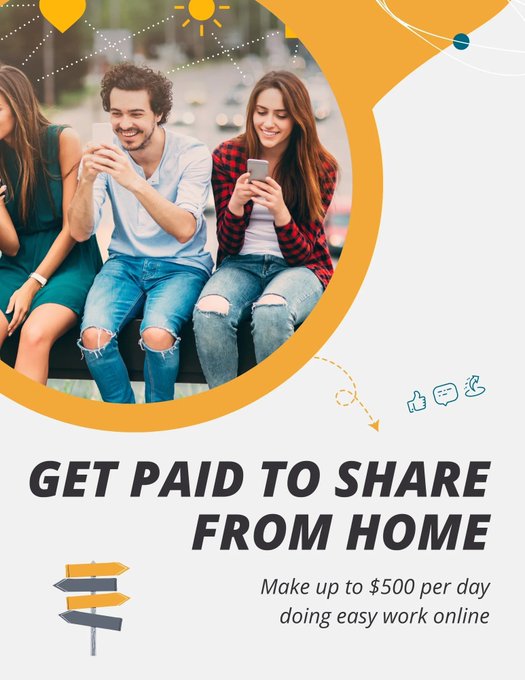 GET PAID TO SHARE
FROM HOME
Make up to $500 per day
doing easy work online